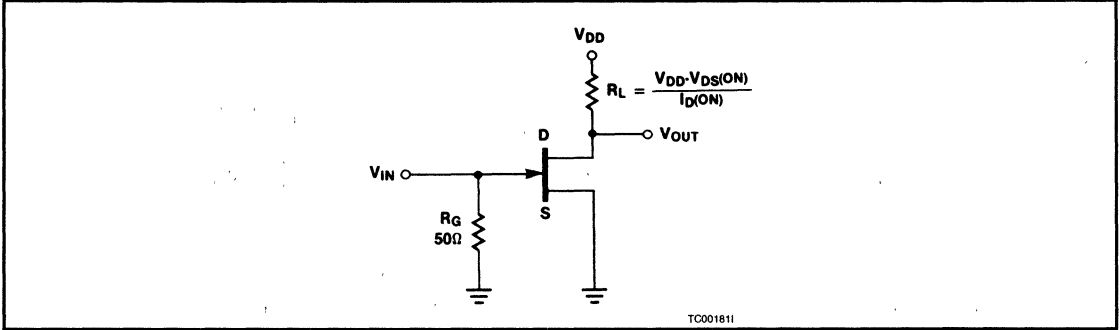 VDD
RL = VDD-VDS(ON)
ID(ON)
D
VOUT
VIN
S
RG
50Ω
TC00181I